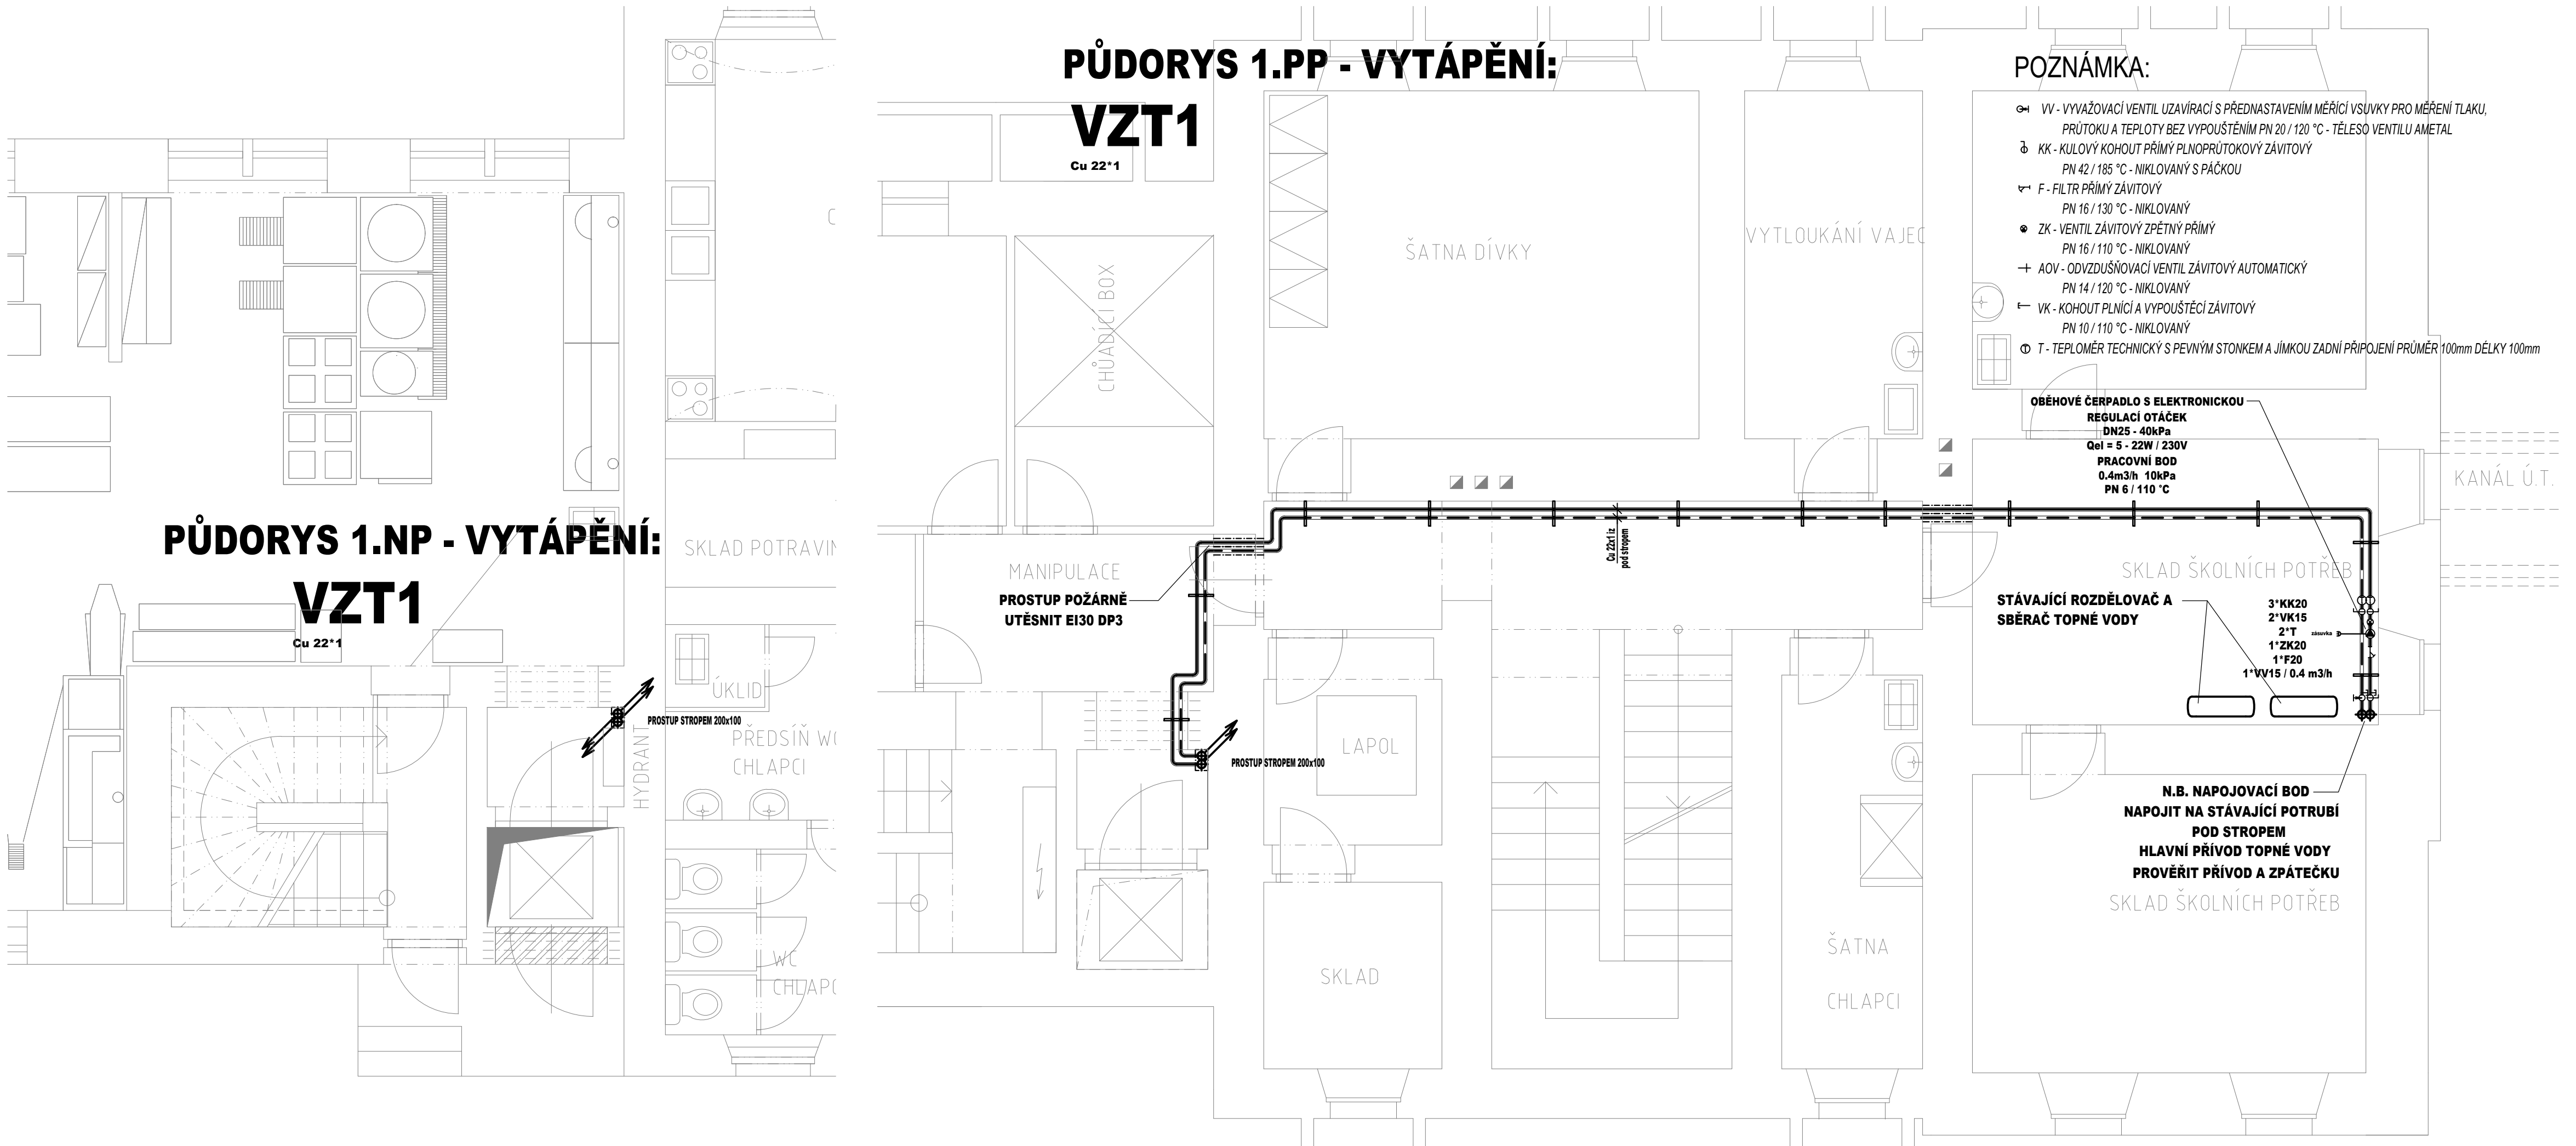 PŮDORYS 1.NP - VYTÁPĚNÍ:
VZT1
Cu 22*1
SKLAD POTRAVIN
ÚKLID
PROSTUP STROPEM 200x100
HYDRANT
PŘEDSÍŇ WC
CHLAPCI
WC
CHLAPC
PŮDORYS 1.PP - VYTÁPĚNÍ:
VZT1
Cu 22*1
CHŮADÍCÍ BOX
ŠATNA DÍVKY
VYTLOUKÁNÍ VAJEC
MANIPULACE
PROSTUP POŽÁRNĚ
UTĚSNIT EI30 DP3
Cu 22x1 iz
pod stropem
PROSTUP STROPEM 200x100
LAPOL
SKLAD
ŠATNA
CHLAPCI
POZNÁMKA:
VV - VYVAŽOVACÍ VENTIL UZAVÍRACÍ S PŘEDNASTAVENÍM MĚŘÍCÍ VSUVKY PRO MĚŘENÍ TLAKU,
PRŮTOKU A TEPLOTY BEZ VYPOUŠTĚNÍM PN 20 / 120 °C - TĚLESO VENTILU AMETAL
KK - KULOVÝ KOHOUT PŘÍMÝ PLNOPRŮTOKOVÝ ZÁVITOVÝ
PN 42 / 185 °C - NIKLOVANÝ S PÁČKOU
F - FILTR PŘÍMÝ ZÁVITOVÝ
PN 16 / 130 °C - NIKLOVANÝ
ZK - VENTIL ZÁVITOVÝ ZPĚTNÝ PŘÍMÝ
PN 16 / 110 °C - NIKLOVANÝ
AOV - ODVZDUŠŇOVACÍ VENTIL ZÁVITOVÝ AUTOMATICKÝ
PN 14 / 120 °C - NIKLOVANÝ
VK - KOHOUT PLNÍCÍ A VYPOUŠTĚCÍ ZÁVITOVÝ
PN 10 / 110 °C - NIKLOVANÝ
T - TEPLOMĚR TECHNICKÝ S PEVNÝM STONKEM A JÍMKOU ZADNÍ PŘIPOJENÍ PRŮMĚR 100mm DÉLKY 100mm
OBĚHOVÉ ČERPADLO S ELEKTRONICKOU
REGULACÍ OTÁČEK
DN25 - 40kPa
Qel = 5 - 22W / 230V
PRACOVNÍ BOD
0.4m3/h 10kPa
PN 6 / 110 °C
KANÁL Ú.T.
SKLAD ŠKOLNÍCH POTŘEB
STÁVAJÍCÍ ROZDĚLOVAČ A
SBĚRAČ TOPNÉ VODY
3*KK20
2*VK15
2*T
zásuvka
1*ZK20
1*F20
1*VV15 / 0.4 m3/h
N.B. NAPOJOVACÍ BOD
NAPOJIT NA STÁVAJÍCÍ POTRUBÍ
POD STROPEM
HLAVNÍ PŘÍVOD TOPNÉ VODY
PROVĚŘIT PŘÍVOD A ZPÁTEČKU
SKLAD ŠKOLNÍCH POTŘEB